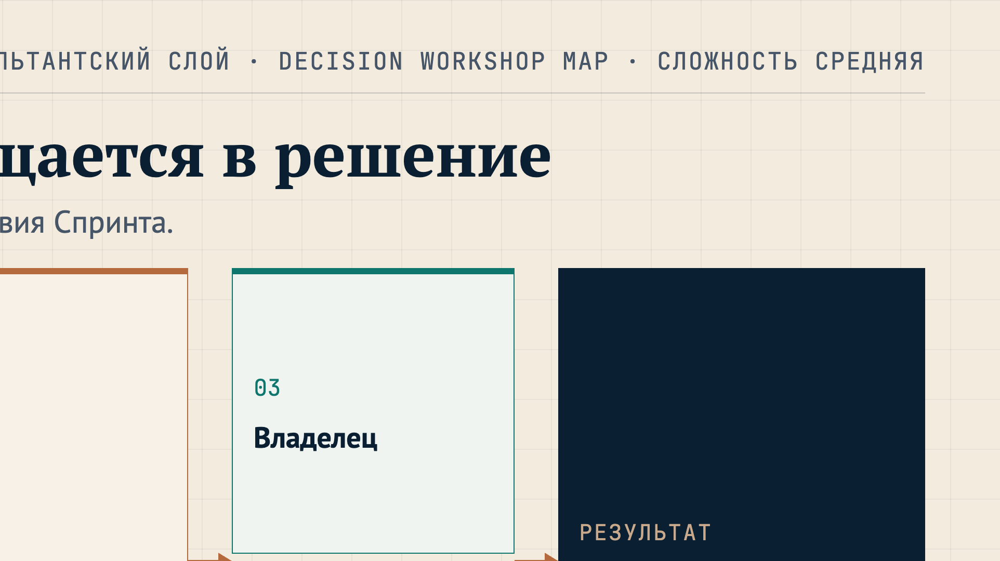 ЛЬТАНТСКИЙ СЛОЙ · DECISION WORKSHOP MAP · СЛОЖНОСТЬ СРЕДНЯЯ
щается в решение
вия Спринта.
03
Владелец
РЕЗУЛЬТАТ